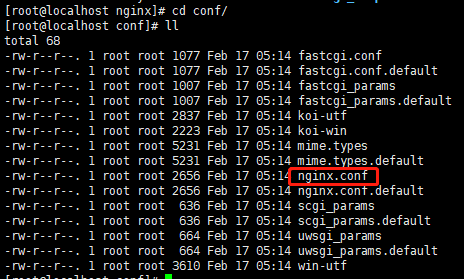 [root@localhost nginx]# cd conf/
[root@localhost conf]# ll
total 68
-rw-r--r--. 1 root root 1077 Feb 17 05:14 fastcgi.conf
-rw-r--r--. 1 root root 1077 Feb 17 05:14 fastcgi.conf.default
-rw-r--r--. 1 root root 1007 Feb 17 05:14 fastcgi_params
-rw-r--r--. 1 root root 1007 Feb 17 05:14 fastcgi_params.default
-rw-r--r--. 1 root root 2837 Feb 17 05:14 koi-utf
-rw-r--r--. 1 root root 2223 Feb 17 05:14 koi-win
-rw-r--r--. 1 root root 5231 Feb 17 05:14 mime.types
-rw-r--r--. 1 root root 5231 Feb 17 05:14 mime.types.default
-rw-r--r--. 1 root root 2656 Feb 17 05:14 nginx.conf
-rw-r--r--. 1 root root 2656 Feb 17 05:14 nginx.conf.default
-rw-r--r--. 1 root root 636 Feb 17 05:14 scgi_params
-rw-r--r--. 1 root root 636 Feb 17 05:14 scgi_params.default
-rw-r--r--. 1 root root 664 Feb 17 05:14 uwsgi_params
-rw-r--r--. 1 root root 664 Feb 17 05:14 uwsgi_params.default
-rw-r--r--. 1 root root 3610 Feb 17 05:14 win-utf
[root@localhost conf]#